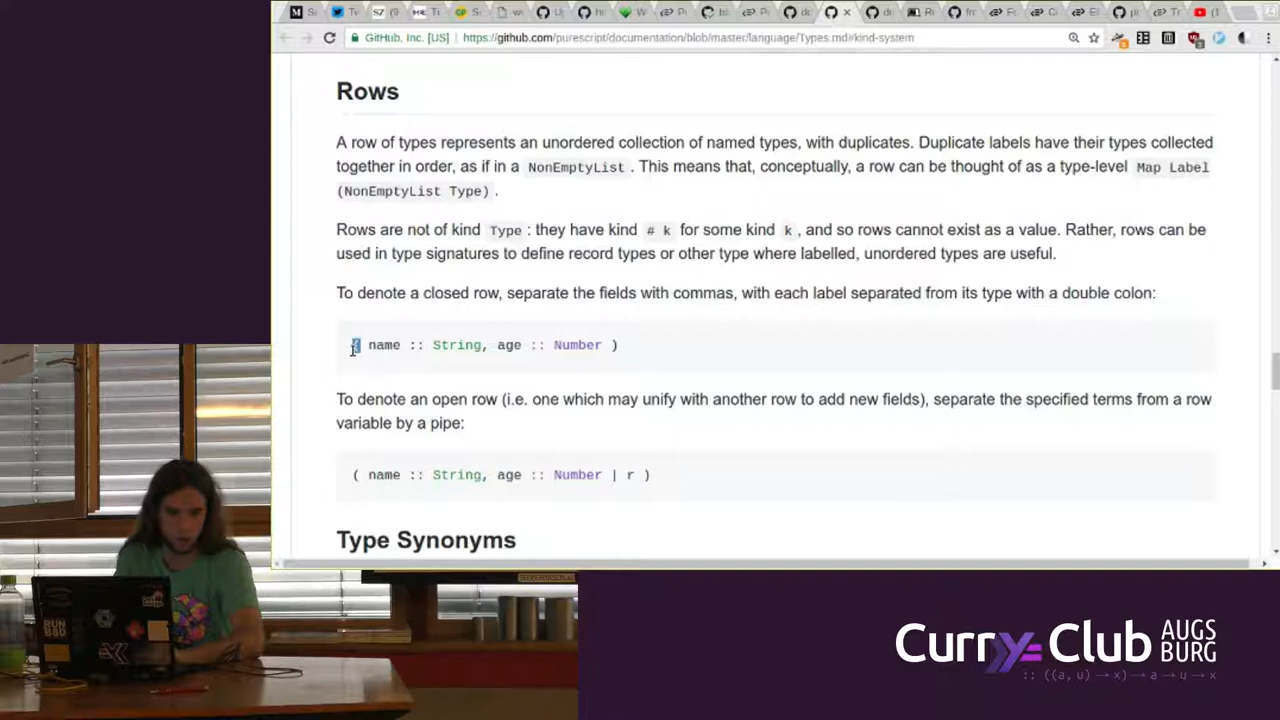 GitHub, Inc. [US]
https://github.com/purescript/documentation/blob/master/language/Types.md#kind-system
Rows
A row of types represents an unordered collection of named types, with duplicates. Duplicate labels have their types collected
together in order, as if in a NonEmptyList . This means that, conceptually, a row can be thought of as a type-level Map Label
(NonEmptyList Type) .
Rows are not of kind Type : they have kind # k for some kind k , and so rows cannot exist as a value. Rather, rows can be
used in type signatures to define record types or other type where labelled, unordered types are useful.
To denote a closed row, separate the fields with commas, with each label separated from its type with a double colon:
( name :: String, age :: Number )
To denote an open row (i.e. one which may unify with another row to add new fields), separate the specified terms from a row
variable by a pipe:
( name :: String, age :: Number | r )
Type Synonyms
RUN
BSD
Curry Club AUGS
BURG
:: ((a, u) → x) → a → u → x